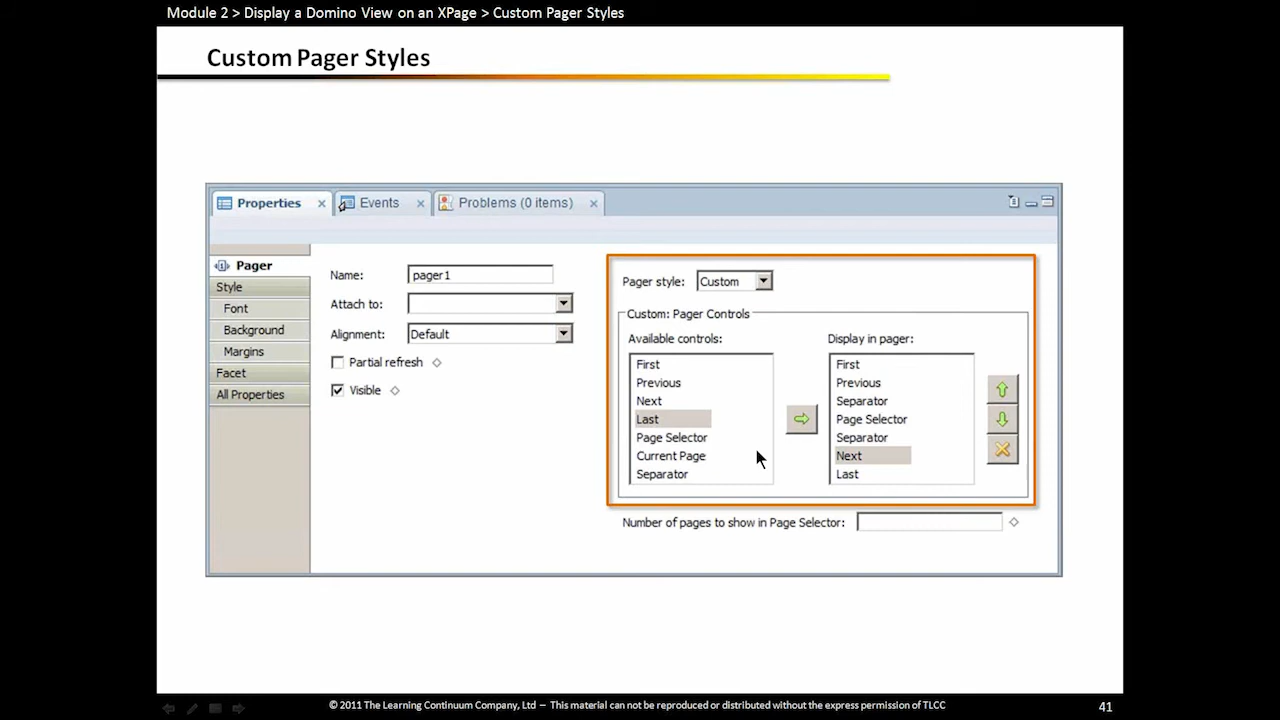 Module 2 > Display a Domino View on an XPage > Custom Pager Styles
Custom Pager Styles
Properties
Events
Problems (0 items)
Pager
Style
Font
Background
Margins
Facet
All Properties
Name: pager1
Attach to:
Alignment: Default
Partial refresh
Visible
Pager style: Custom
Custom: Pager Controls
Available controls:
First
Previous
Next
Last
Page Selector
Current Page
Separator
Display in pager:
First
Previous
Separator
Page Selector
Separator
Next
Last
Number of pages to show in Page Selector:
© 2011 The Learning Continuum Company, Ltd – This material can not be reproduced or distributed without the express permission of TLCC
41